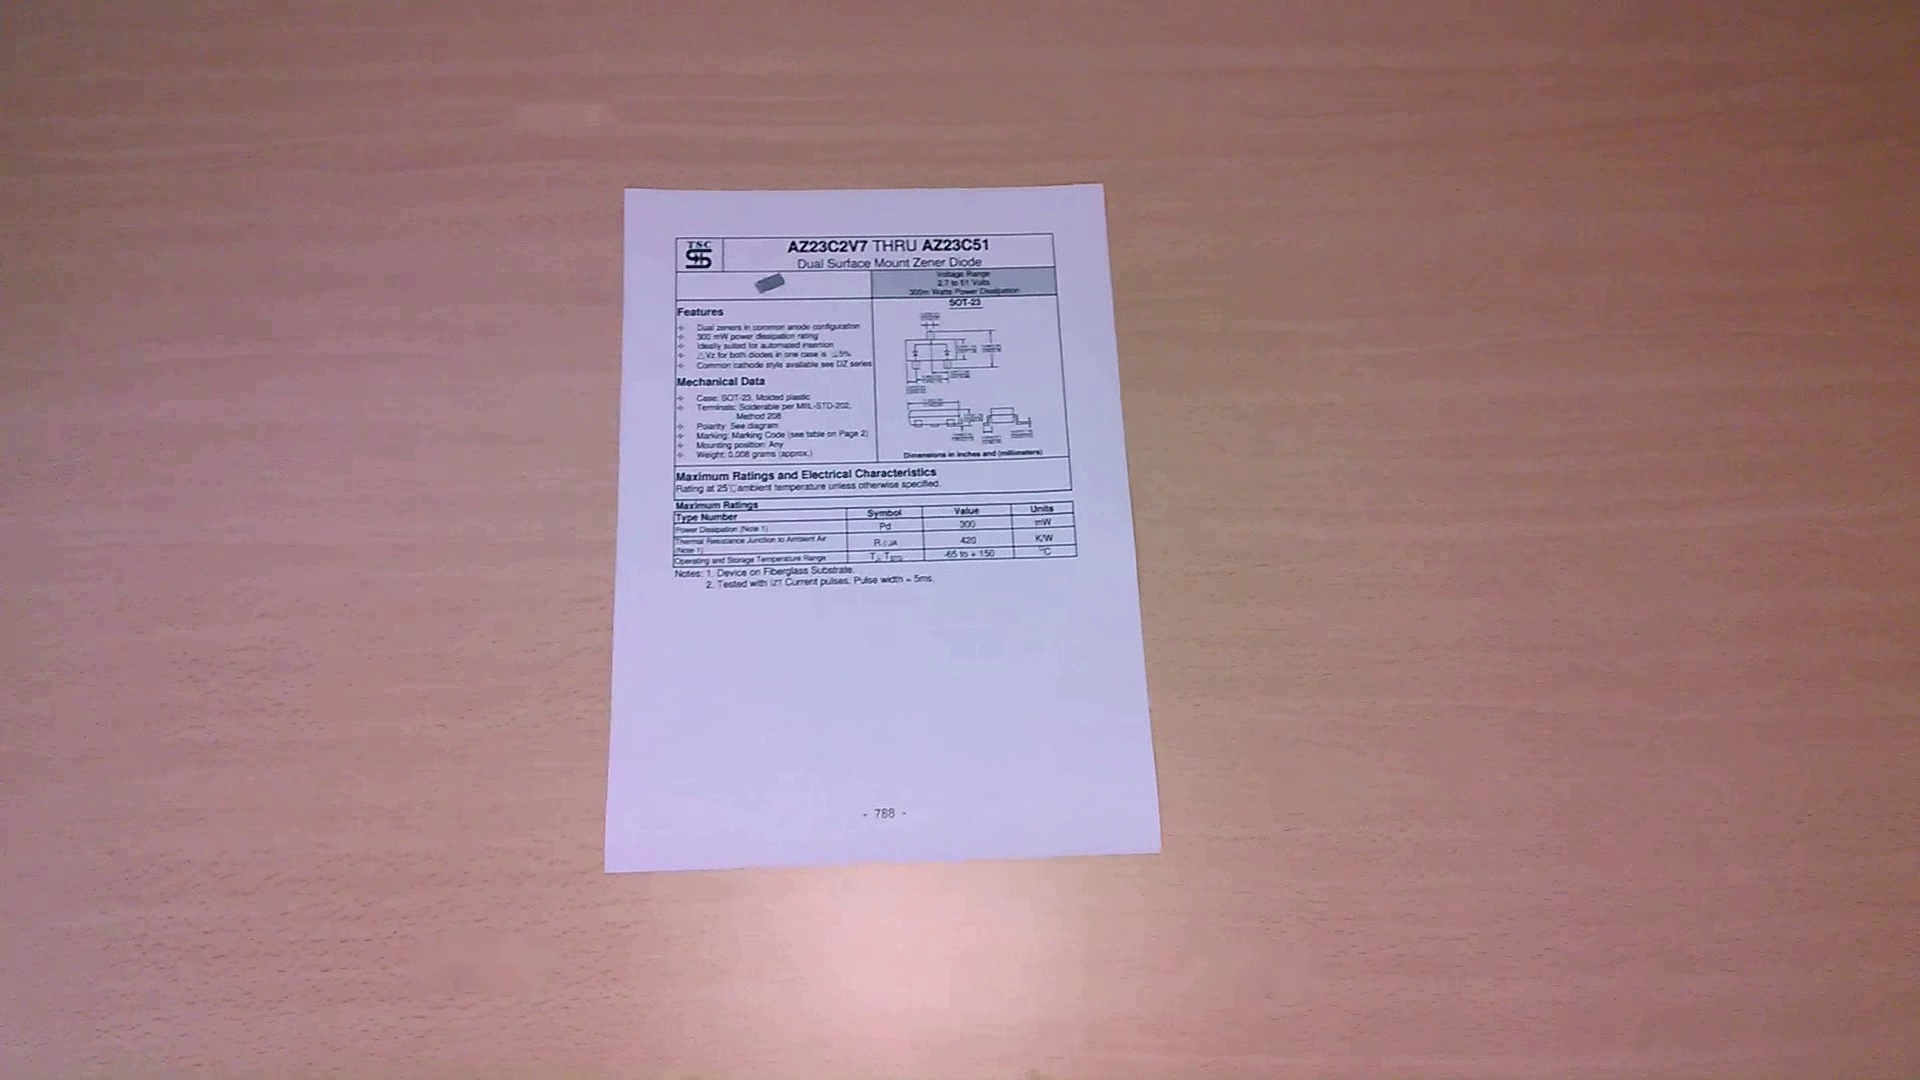 TSC
AZ23C2V7 THRU AZ23C51
Dual Surface Mount Zener Diode
Voltage Range
2.7 to 51 Volts
300m Watts Power Dissipation
SOT-23
Features
Dual zeners in common anode configuration
300 mW power dissipation rating
Ideally suited for automated insertion
△Vz for both diodes in one case is ≦5%
Common cathode style available see DZ series
Mechanical Data
Case: SOT-23, Molded plastic
Terminals: Solderable per MIL-STD-202,
Method 208
Polarity: See diagram
Marking: Marking Code (see table on Page 2)
Mounting position: Any
Weight: 0.008 grams (approx.)
Dimensions in inches and (millimeters)
Maximum Ratings and Electrical Characteristics
Rating at 25℃ ambient temperature unless otherwise specified.
Maximum Ratings
Type Number Symbol Value Units
Power Dissipation (Note 1) Pd 300 mW
Thermal Resistance Junction to Ambient Air (Note 1) RθJA 420 K/W
Operating and Storage Temperature Range TJ, TSTG -65 to + 150 °C
Notes: 1. Device on Fiberglass Substrate.
2. Tested with IZT Current pulses. Pulse width = 5ms.
- 788 -